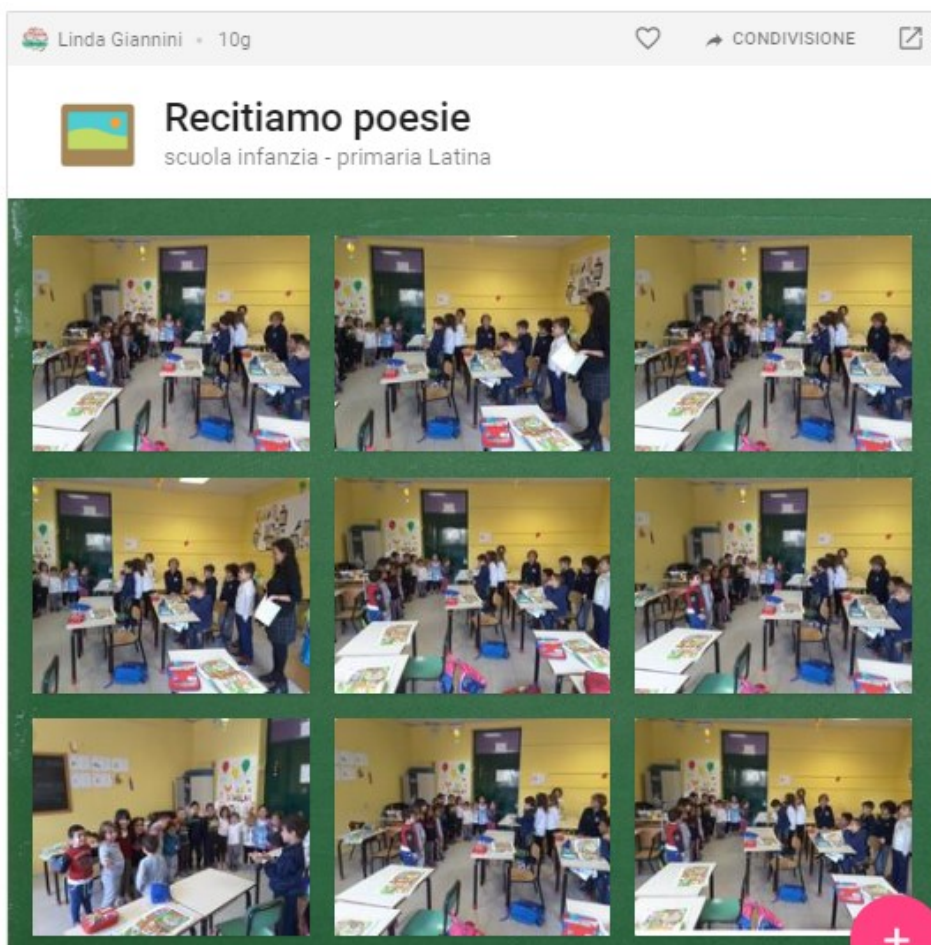 Linda Giannini • 10g
CONDIVISIONE
Recitiamo poesie
scuola infanzia - primaria Latina